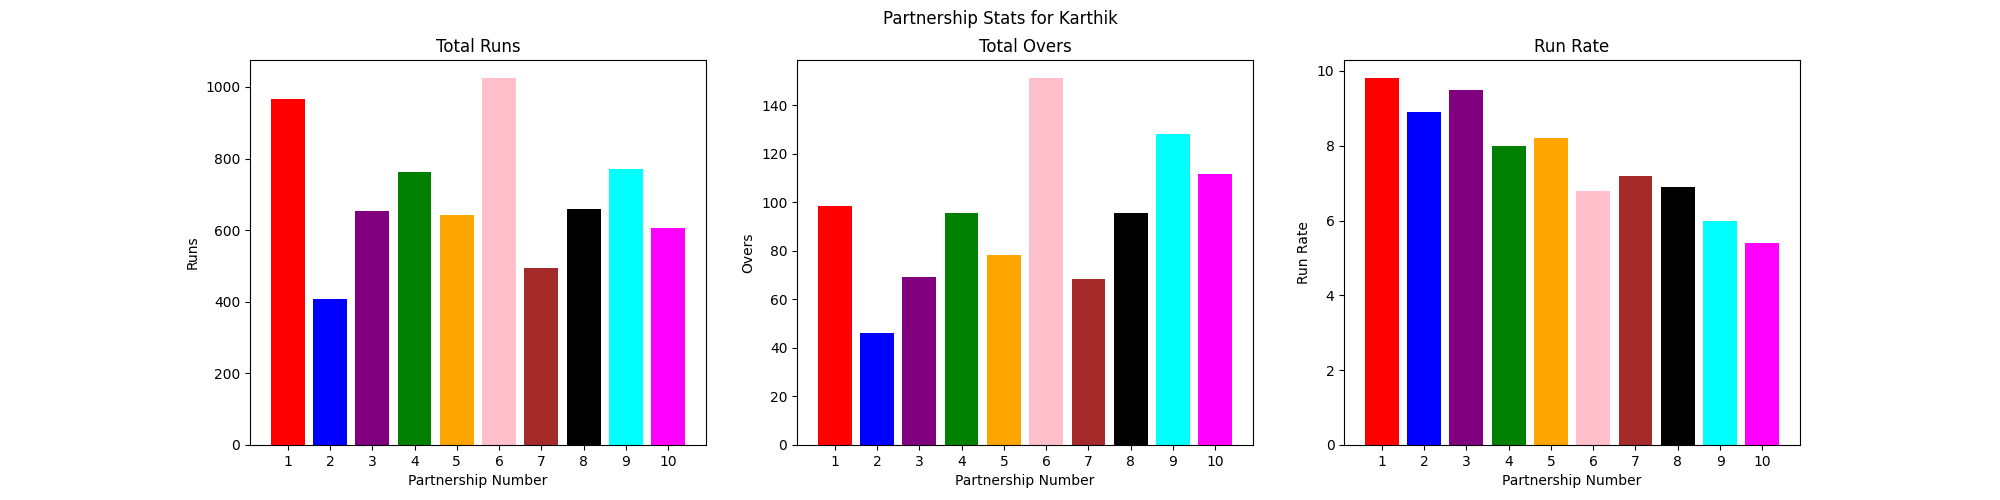 Partnership Stats for Karthik
Total Runs
Runs
1000
800
600
400
200
0
1 2 3 4 5 6 7 8 9 10
Partnership Number
Total Overs
Overs
140
120
100
80
60
40
20
0
1 2 3 4 5 6 7 8 9 10
Partnership Number
Run Rate
Run Rate
10
8
6
4
2
0
1 2 3 4 5 6 7 8 9 10
Partnership Number